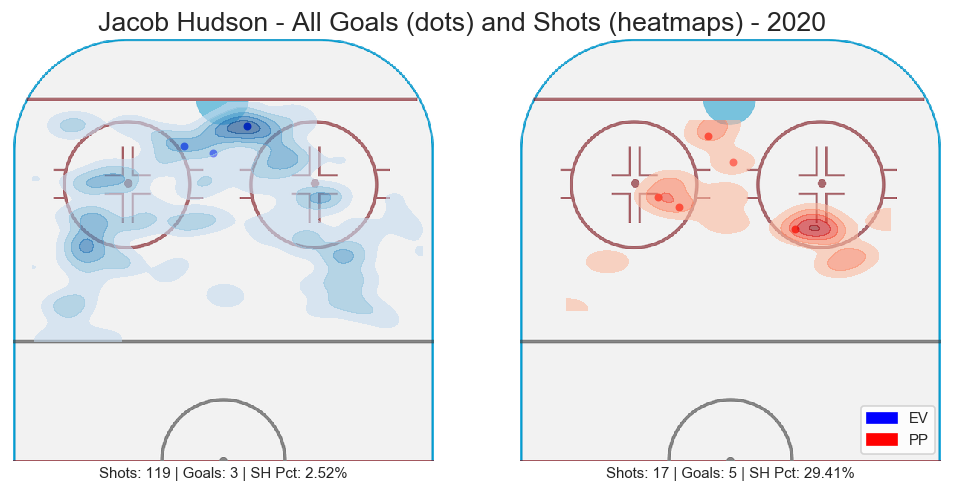 Jacob Hudson - All Goals (dots) and Shots (heatmaps) - 2020
EV
PP
Shots: 119 | Goals: 3 | SH Pct: 2.52%
Shots: 17 | Goals: 5 | SH Pct: 29.41%